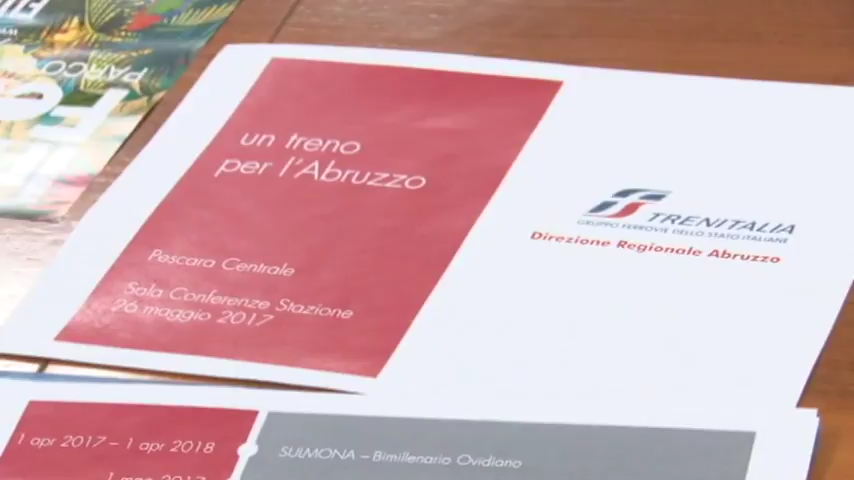 PARCO
un treno
per l'Abruzzo
Pescara Centrale
Sala Conferenze Stazione
26 maggio 2017
TRENITALIA
GRUPPO FERROVIE DELLO STATO ITALIANE
Direzione Regionale Abruzzo
1 apr 2017 – 1 apr 2018
SULMONA – Bimillenario Ovidiano